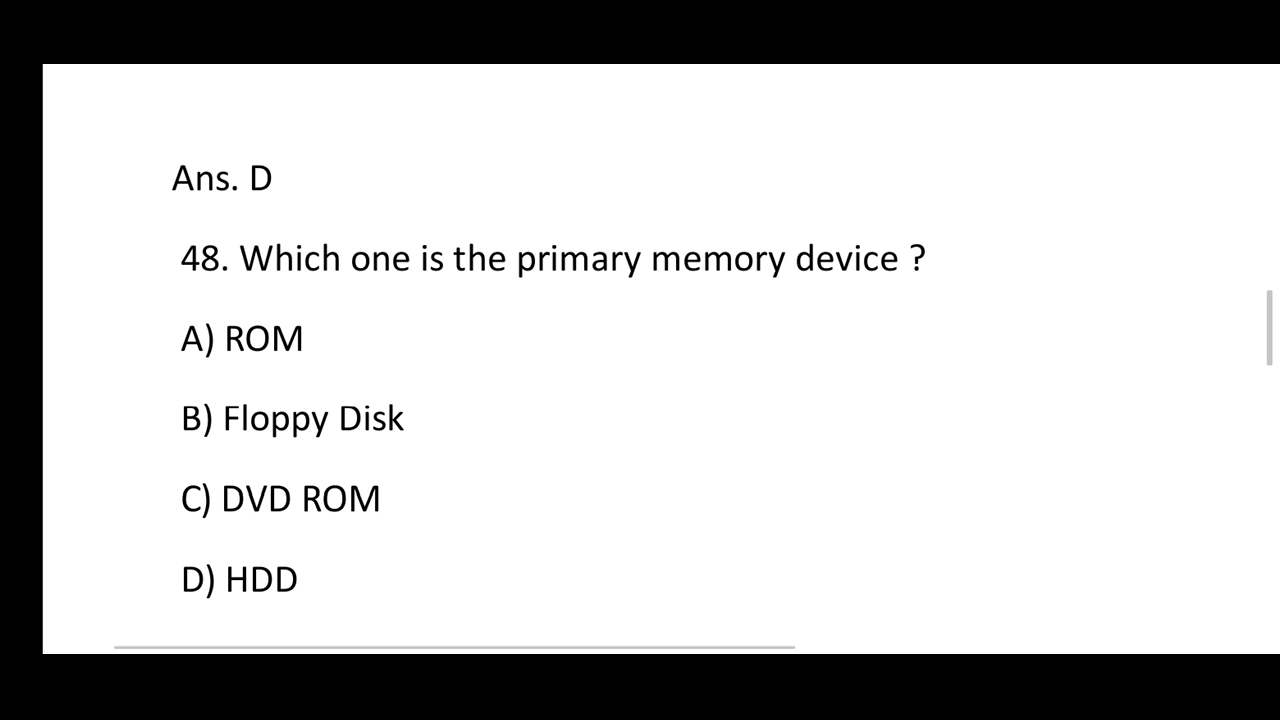 Ans. D
48. Which one is the primary memory device ?
A) ROM
B) Floppy Disk
C) DVD ROM
D) HDD